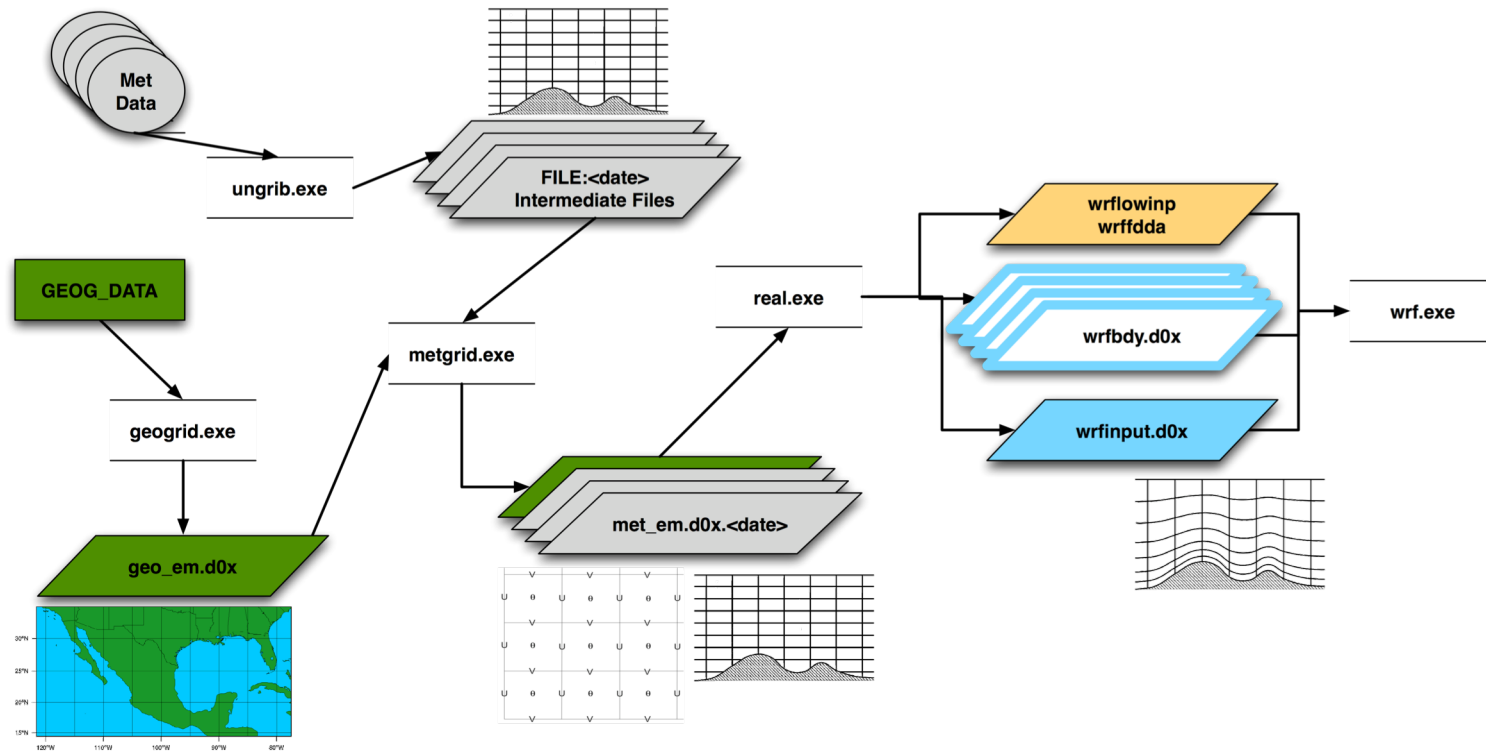 Met
Data
ungrib.exe
FILE:<date>
Intermediate Files
GEOG_DATA
geogrid.exe
geo_em.d0x
metgrid.exe
met_em.d0x.<date>
real.exe
wrflowinp
wrffdda
wrfbdy.d0x
wrfinput.d0x
wrf.exe
V V V
U θ U θ U θ U
V V V
U θ U θ U θ U
V V V
U θ U θ U θ U
V V V
30°N
25°N
20°N
15°N
120°W 110°W 100°W 90°W 80°W